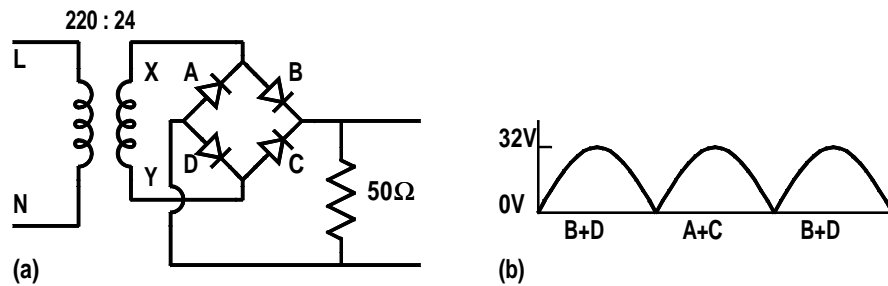 220 : 24
L
X
A
B
D
C
Y
N
50Ω
(a)
32V
0V
B+D A+C B+D
(b)